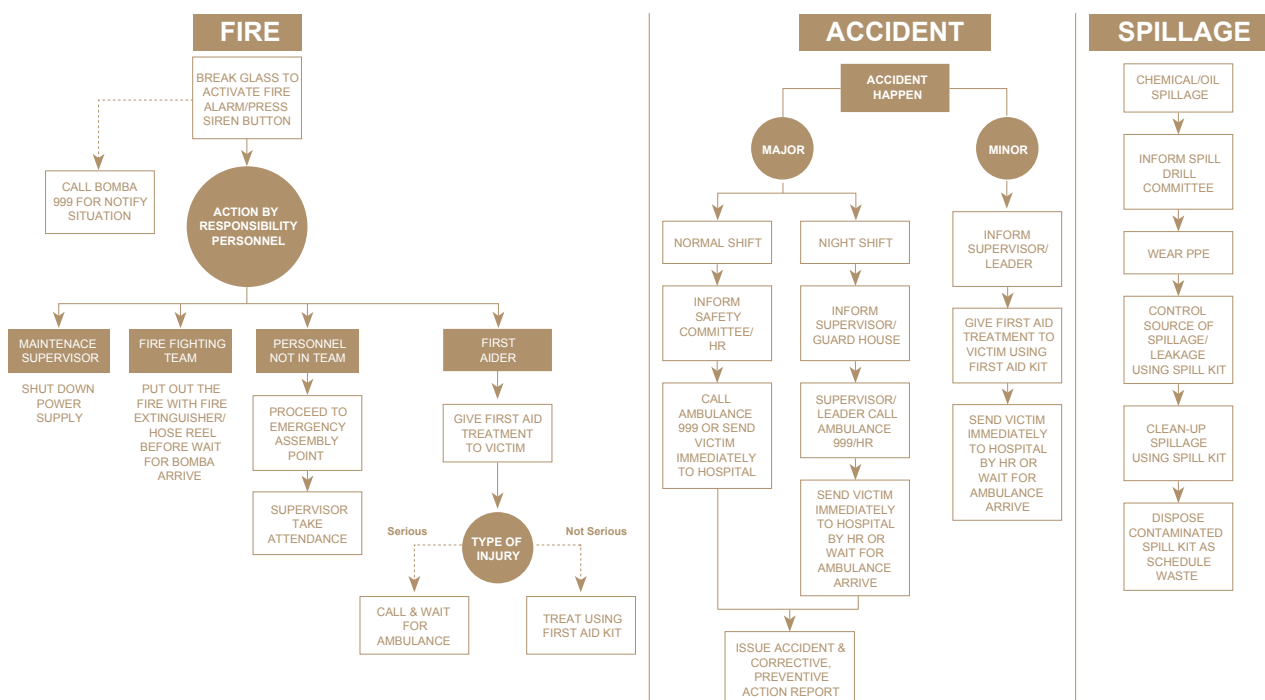 FIRE
BREAK GLASS TO
ACTIVATE FIRE
ALARM/PRESS
SIREN BUTTON
CALL BOMBA
999 FOR NOTIFY
SITUATION
ACTION BY
RESPONSIBILITY
PERSONNEL
MAINTENACE
SUPERVISOR
SHUT DOWN
POWER
SUPPLY
FIRE FIGHTING
TEAM
PUT OUT THE
FIRE WITH FIRE
EXTINGUISHER/
HOSE REEL
BEFORE WAIT
FOR BOMBA
ARRIVE
PERSONNEL
NOT IN TEAM
PROCEED TO
EMERGENCY
ASSEMBLY
POINT
SUPERVISOR
TAKE
ATTENDANCE
FIRST
AIDER
GIVE FIRST AID
TREATMENT
TO VICTIM
TYPE OF
INJURY
Serious
CALL & WAIT
FOR
AMBULANCE
Not Serious
TREAT USING
FIRST AID KIT
ACCIDENT
ACCIDENT
HAPPEN
MAJOR
NORMAL SHIFT
INFORM
SAFETY
COMMITTEE/
HR
CALL
AMBULANCE
999 OR SEND
VICTIM
IMMEDIATELY
TO HOSPITAL
NIGHT SHIFT
INFORM
SUPERVISOR/
GUARD HOUSE
SUPERVISOR/
LEADER CALL
AMBULANCE
999/HR
SEND VICTIM
IMMEDIATELY
TO HOSPITAL
BY HR OR
WAIT FOR
AMBULANCE
ARRIVE
ISSUE ACCIDENT &
CORRECTIVE,
PREVENTIVE
ACTION REPORT
MINOR
INFORM
SUPERVISOR/
LEADER
GIVE FIRST AID
TREATMENT TO
VICTIM USING
FIRST AID KIT
SEND VICTIM
IMMEDIATELY
TO HOSPITAL
BY HR OR
WAIT FOR
AMBULANCE
ARRIVE
SPILLAGE
CHEMICAL/OIL
SPILLAGE
INFORM SPILL
DRILL
COMMITTEE
WEAR PPE
CONTROL
SOURCE OF
SPILLAGE/
LEAKAGE
USING SPILL KIT
CLEAN-UP
SPILLAGE
USING SPILL KIT
DISPOSE
CONTAMINATED
SPILL KIT AS
SCHEDULE
WASTE